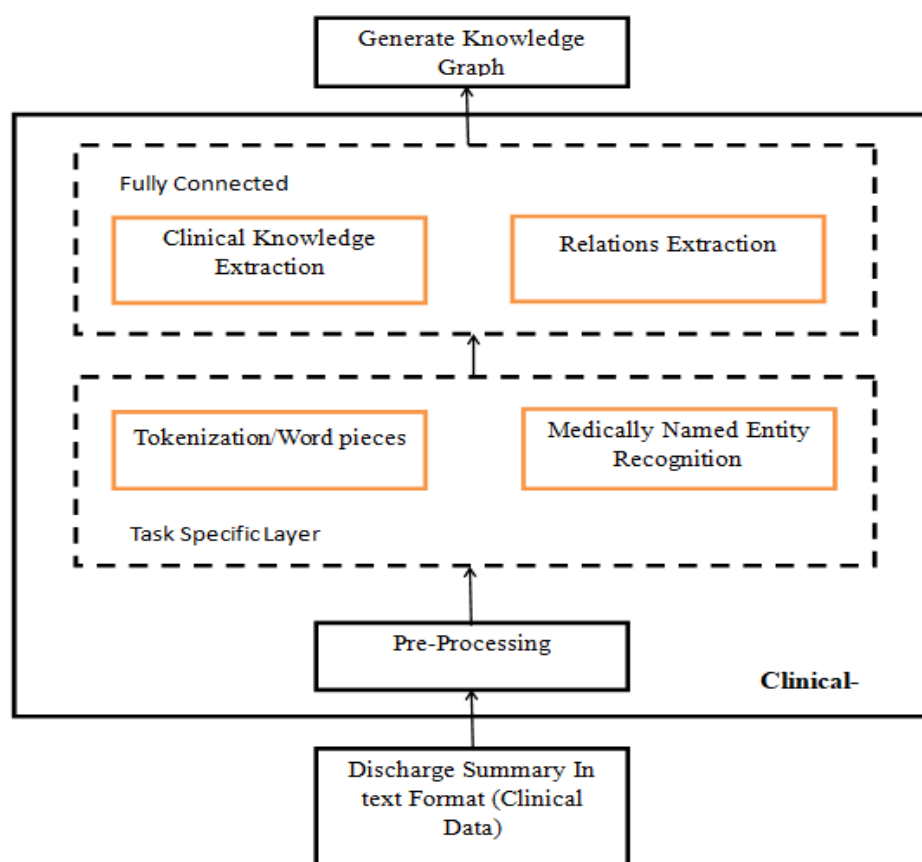 Generate Knowledge
Graph
Fully Connected
Clinical Knowledge
Extraction
Relations Extraction
Tokenization/Word pieces
Medically Named Entity
Recognition
Task Specific Layer
Pre-Processing
Clinical-
Discharge Summary In
text Format (Clinical
Data)